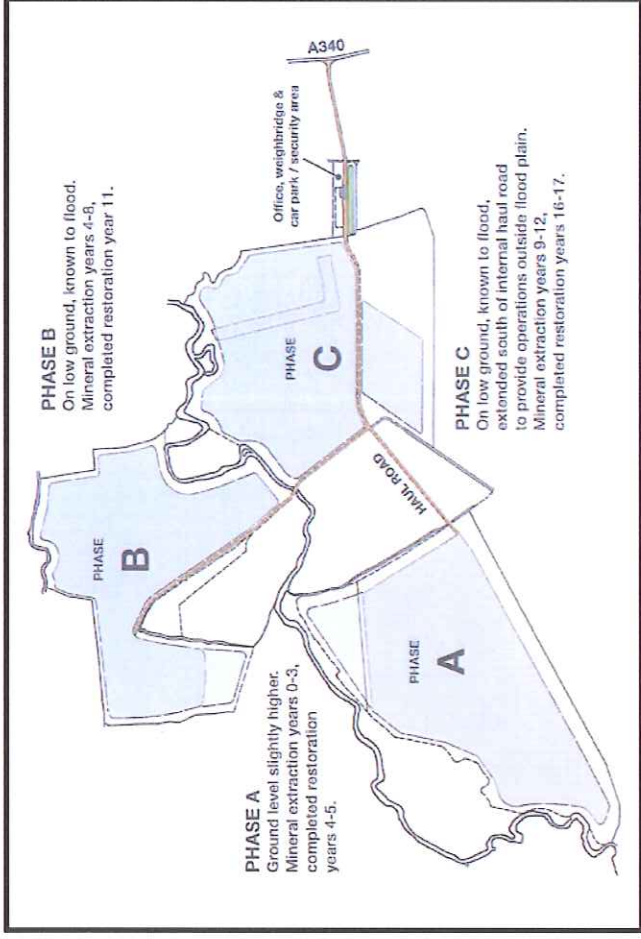 A340
Office, weighbridge &
car park / security area
PHASE B
On low ground, known to flood.
Mineral extraction years 4-8,
completed restoration year 11.
PHASE
B
PHASE
C
HAUL ROAD
PHASE A
Ground level slightly higher.
Mineral extraction years 0-3,
completed restoration
years 4-5.
PHASE
A
PHASE C
On low ground, known to flood,
extended south of internal haul road
to provide operations outside flood plain.
Mineral extraction years 9-12,
completed restoration years 16-17.